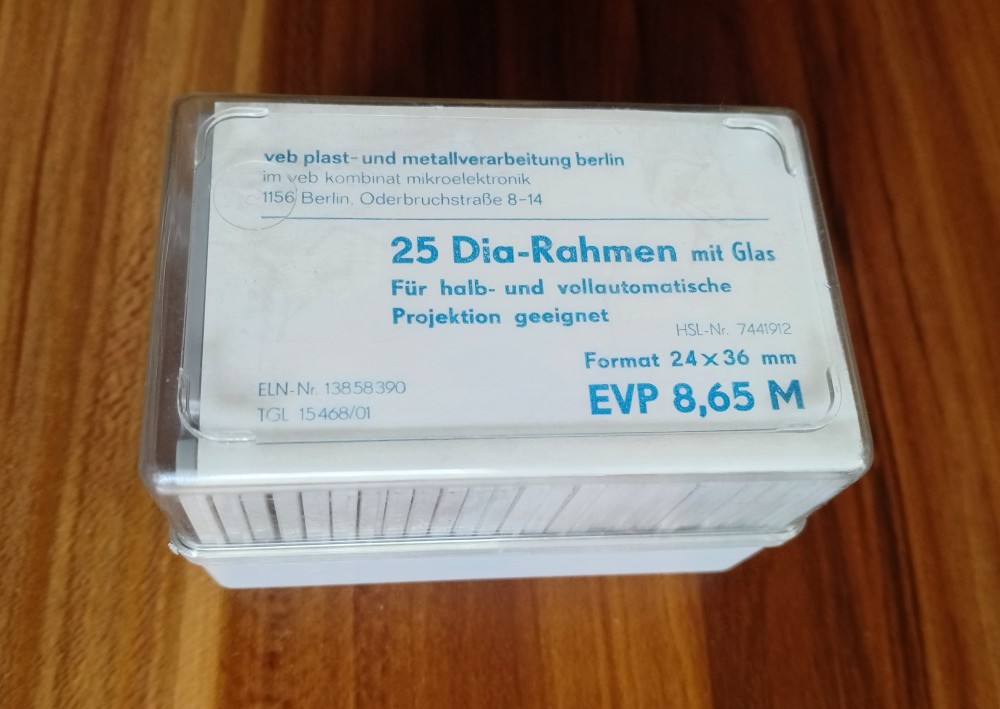 veb plast- und metallverarbeitung berlin
im veb kombinat mikroelektronik
1156 Berlin, Oderbruchstraße 8-14
25 Dia-Rahmen mit Glas
Für halb- und vollautomatische
Projektion geeignet
HSL-Nr. 7441912
Format 24 x 36 mm
ELN-Nr. 13858390
EVP 8,65 M
TGL 15468/01